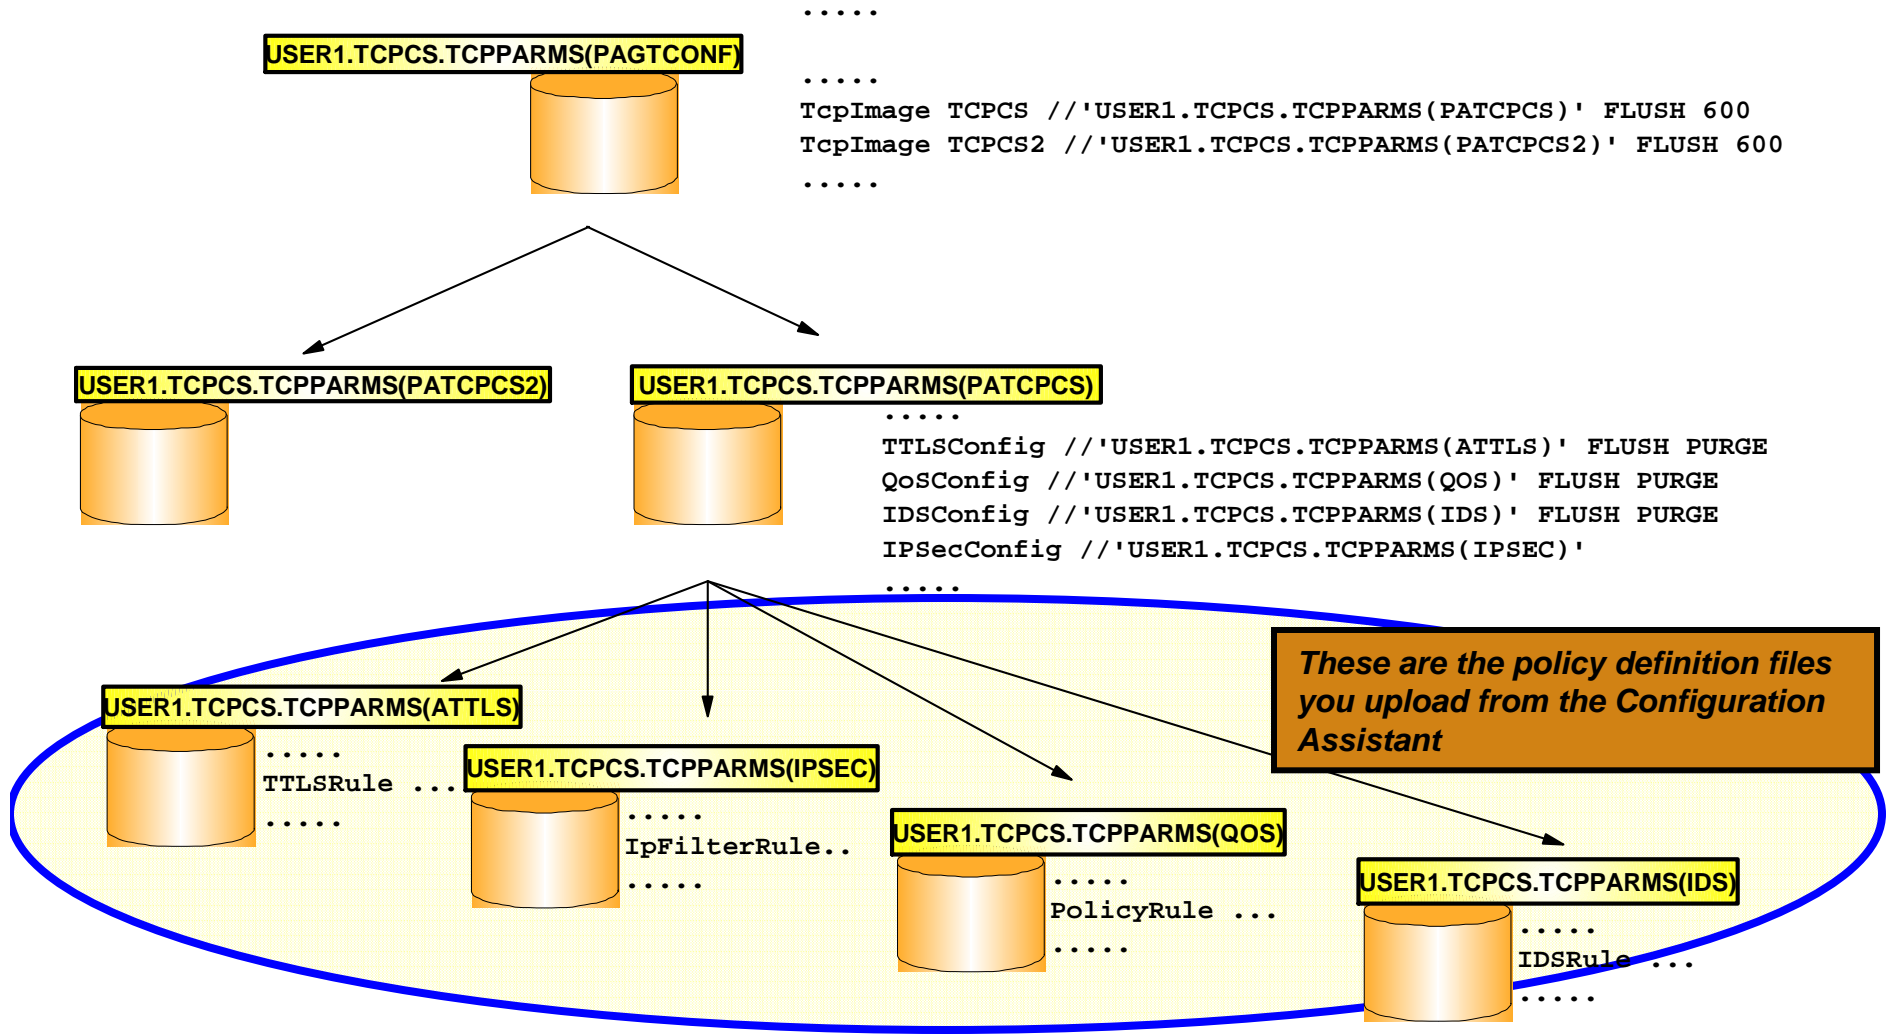 .....
USER1.TCPCS.TCPPARMS(PAGTCONF)
.....
TcpImage TCPCS //'USER1.TCPCS.TCPPARMS(PATCPCS)' FLUSH 600
TcpImage TCPCS2 //'USER1.TCPCS.TCPPARMS(PATCPCS2)' FLUSH 600
.....
USER1.TCPCS.TCPPARMS(PATCPCS2)
USER1.TCPCS.TCPPARMS(PATCPCS)
.....
TTLSConfig //'USER1.TCPCS.TCPPARMS(ATTLS)' FLUSH PURGE
QoSConfig //'USER1.TCPCS.TCPPARMS(QOS)' FLUSH PURGE
IDSConfig //'USER1.TCPCS.TCPPARMS(IDS)' FLUSH PURGE
IPSecConfig //'USER1.TCPCS.TCPPARMS(IPSEC)'
.....
These are the policy definition files
you upload from the Configuration
Assistant
USER1.TCPCS.TCPPARMS(ATTLS)
.....
TTLSRule ...
.....
USER1.TCPCS.TCPPARMS(IPSEC)
.....
IpFilterRule..
.....
USER1.TCPCS.TCPPARMS(QOS)
.....
PolicyRule ...
.....
USER1.TCPCS.TCPPARMS(IDS)
.....
IDSRule ...
.....